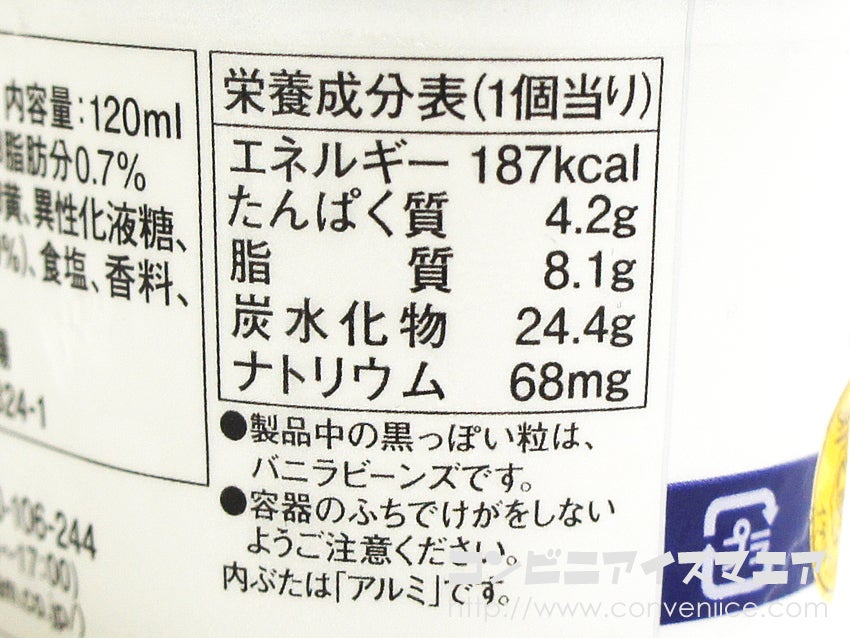 内容量:120ml
脂肪分0.7%
黄、異性化液糖、
%)、食塩、香料、
824-1
-106-244
~17:00)
.co.jp/)
栄養成分表(1個当り)
エネルギー 187kcal
たんぱく質 4.2g
脂質 8.1g
炭水化物 24.4g
ナトリウム 68mg
●製品中の黒っぽい粒は、
バニラビーンズです。
●容器のふちでけがをしない
ようご注意ください。
内ぶたは「アルミ」です。
プラ
コンビニアイスマニア
http://www.conveniice.com/